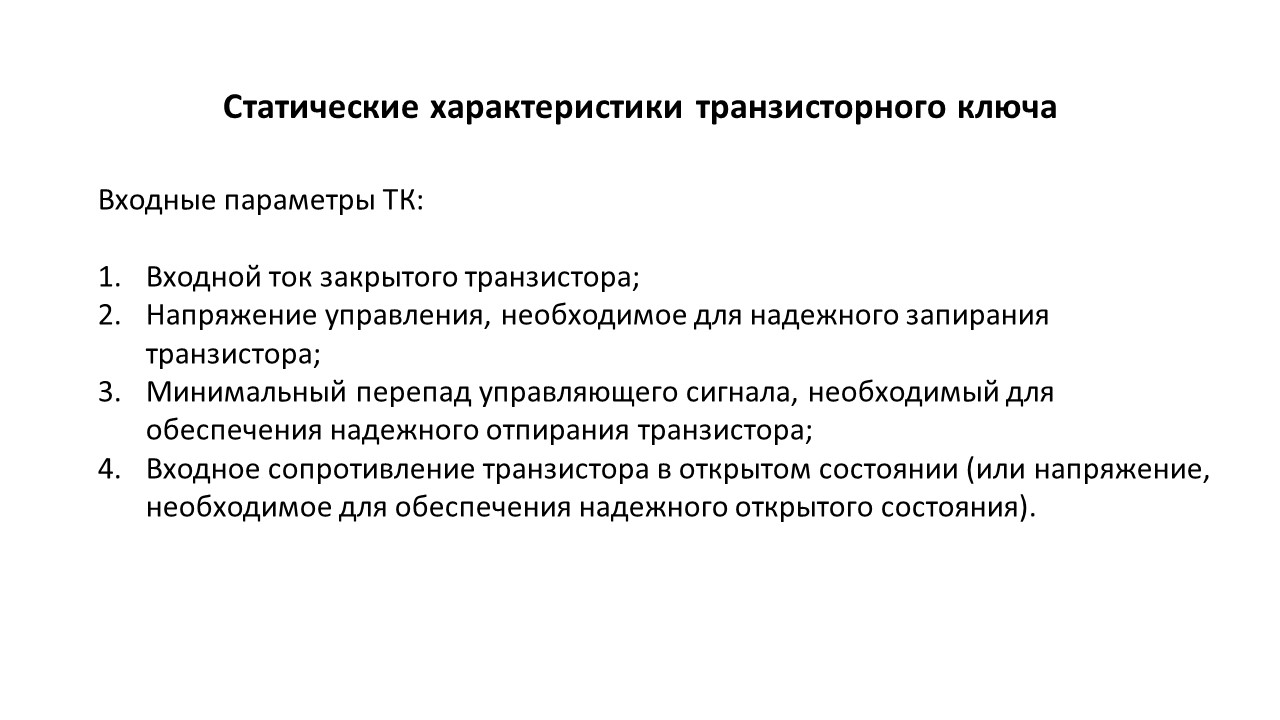 Статические характеристики транзисторного ключа
Входные параметры ТК:
1. Входной ток закрытого транзистора;
2. Напряжение управления, необходимое для надежного запирания
транзистора;
3. Минимальный перепад управляющего сигнала, необходимый для
обеспечения надежного отпирания транзистора;
4. Входное сопротивление транзистора в открытом состоянии (или напряжение,
необходимое для обеспечения надежного открытого состояния).